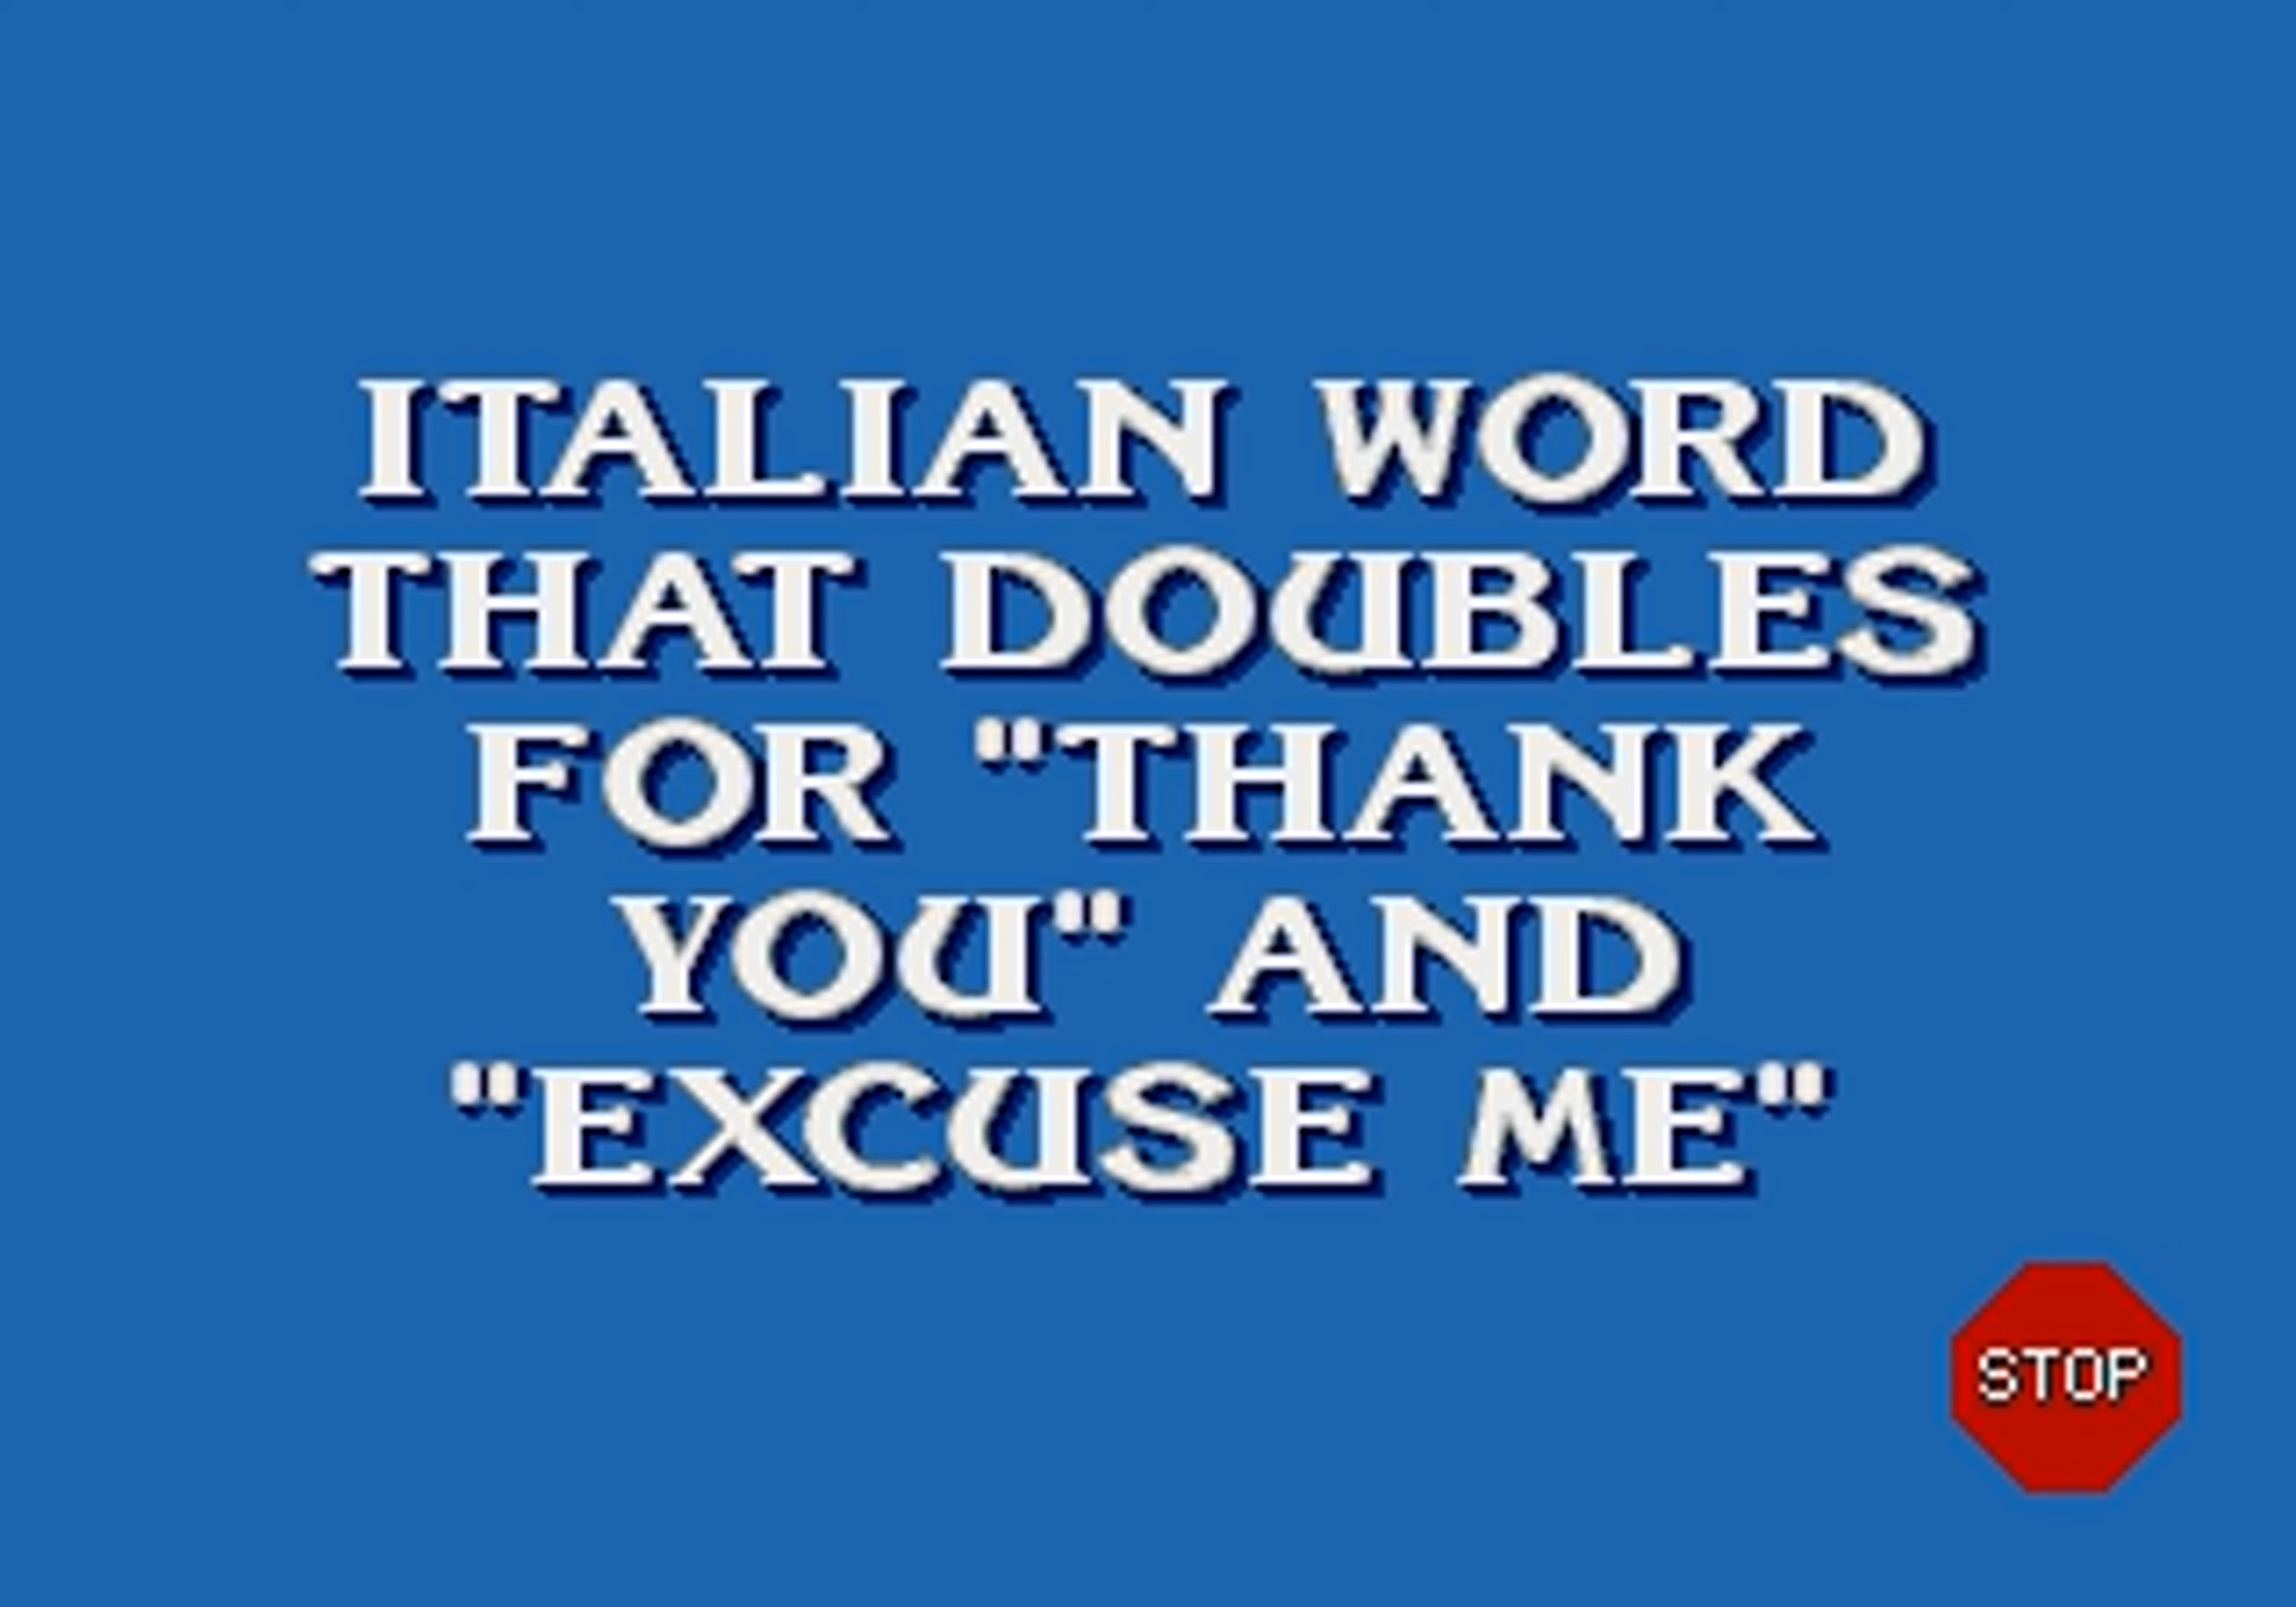 ITALIAN WORD
THAT DOUBLES
FOR "THANK
YOU" AND
"EXCUSE ME"
STOP